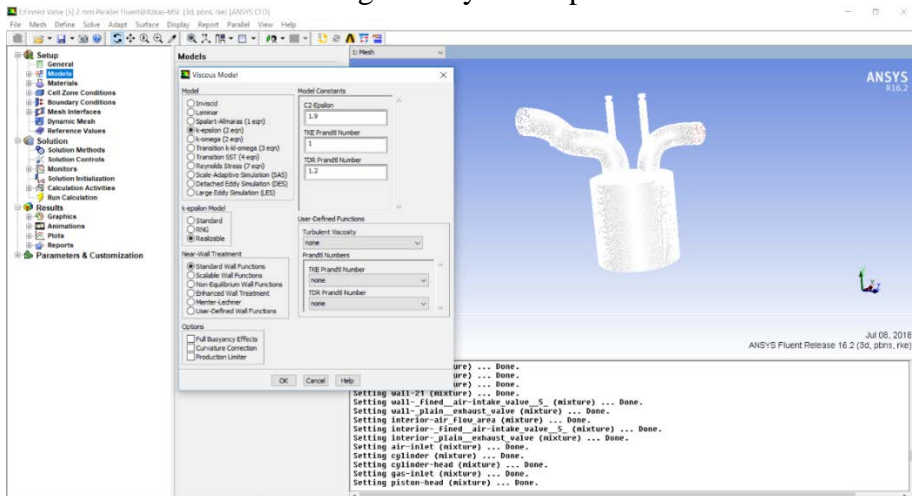 File Mesh Define Solve Adapt Surface Display Report Parallel View Help
Setup
General
Models
Materials
Cell Zone Conditions
Boundary Conditions
Mesh Interfaces
Dynamic Mesh
Reference Values
Solution
Solution Methods
Solution Controls
Monitors
Solution Initialization
Calculation Activities
Run Calculation
Results
Graphics
Animations
Plots
Reports
Parameters & Customization
Models
Viscous Model
Model
Inviscid
Laminar
Spalart-Allmaras (1 eqn)
k-epsilon (2 eqn)
k-omega (2 eqn)
Transition k-kl-omega (3 eqn)
Transition SST (4 eqn)
Reynolds Stress (7 eqn)
Scale-Adaptive Simulation (SAS)
Detached Eddy Simulation (DES)
Large Eddy Simulation (LES)
k-epsilon Model
Standard
RNG
Realizable
Near-Wall Treatment
Standard Wall Functions
Scalable Wall Functions
Non-Equilibrium Wall Functions
Enhanced Wall Treatment
Menter-Lechner
User-Defined Wall Functions
Options
Full Buoyancy Effects
Curvature Correction
Production Limiter
Model Constants
C2-Epsilon
1.9
TKE Prandtl Number
1
TDR Prandtl Number
1.2
User-Defined Functions
Turbulent Viscosity
none
Prandtl Numbers
TKE Prandtl Number
none
TDR Prandtl Number
none
OK Cancel Help
1: Mesh
ANSYS
R16.2
Jul 08, 2018
ANSYS Fluent Release 16.2 (3d, pbns, rke)
ure) ... Done.
ure) ... Done.
ure) ... Done.
Setting wall-21 (mixture) ... Done.
Setting wall-_fined__air-intake_valve__5_ (mixture) ... Done.
Setting wall-_plain__exhaust_valve (mixture) ... Done.
Setting interior-air_flow_area (mixture) ... Done.
Setting interior-_fined__air-intake_valve__5_ (mixture) ... Done.
Setting interior-_plain__exhaust_valve (mixture) ... Done.
Setting air-inlet (mixture) ... Done.
Setting cylinder (mixture) ... Done.
Setting cylinder-head (mixture) ... Done.
Setting gas-inlet (mixture) ... Done.
Setting piston-head (mixture) ... Done.